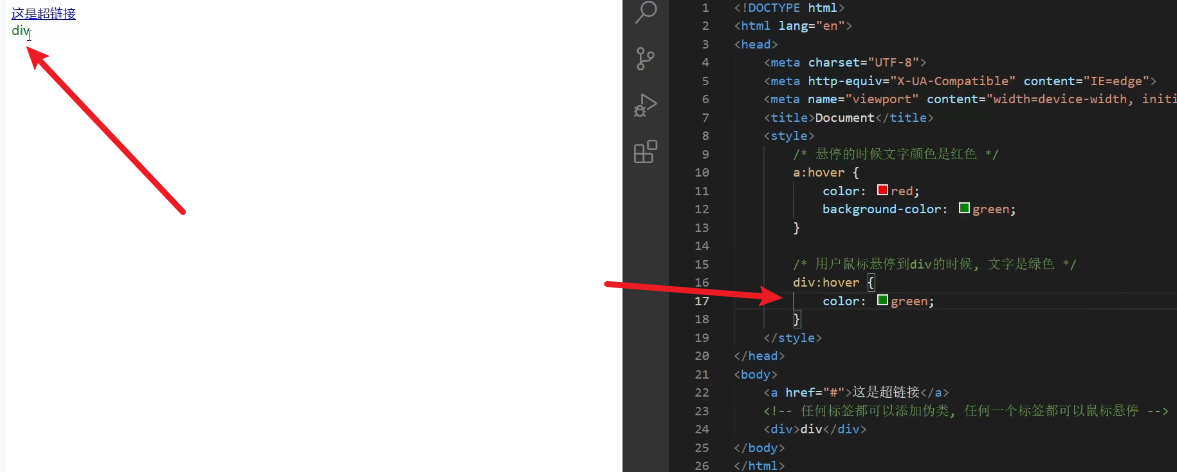 这是超链接
div
1 <!DOCTYPE html>
2 <html lang="en">
3 <head>
4 <meta charset="UTF-8">
5 <meta http-equiv="X-UA-Compatible" content="IE=edge">
6 <meta name="viewport" content="width=device-width, initi
7 <title>Document</title>
8 <style>
9 /* 悬停的时候文字颜色是红色 */
10 a:hover {
11 color: red;
12 background-color: green;
13 }
14
15 /* 用户鼠标悬停到div的时候, 文字是绿色 */
16 div:hover {
17 color: green;
18 }
19 </style>
20 </head>
21 <body>
22 <a href="#">这是超链接</a>
23 <!-- 任何标签都可以添加伪类, 任何一个标签都可以鼠标悬停 -->
24 <div>div</div>
25 </body>
26 </html>